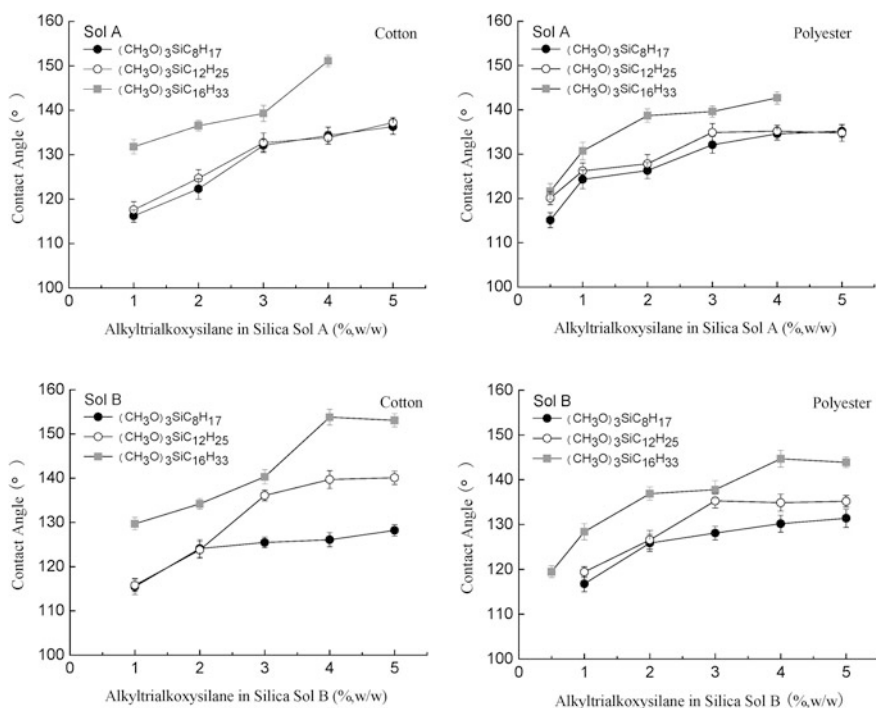 Sol A
Cotton
(CH3O)3SiC8H17
(CH3O)3SiC12H25
(CH3O)3SiC16H33
160
150
140
130
120
110
100
0
1
2
3
4
5
Contact Angle (°)
Alkyltrialkoxysilane in Silica Sol A (%,w/w)
Sol A
Polyester
(CH3O)3SiC8H17
(CH3O)3SiC12H25
(CH3O)3SiC16H33
160
150
140
130
120
110
100
0
1
2
3
4
5
Contact Angle (°)
Alkyltrialkoxysilane in Silica Sol A (%,w/w)
Sol B
Cotton
(CH3O)3SiC8H17
(CH3O)3SiC12H25
(CH3O)3SiC16H33
160
150
140
130
120
110
100
0
1
2
3
4
5
Contact Angle (°)
Alkyltrialkoxysilane in Silica Sol B (%,w/w)
Sol B
Polyester
(CH3O)3SiC8H17
(CH3O)3SiC12H25
(CH3O)3SiC16H33
160
150
140
130
120
110
100
0
1
2
3
4
5
Contact Angle (°)
Alkyltrialkoxysilane in Silica Sol B (%,w/w)